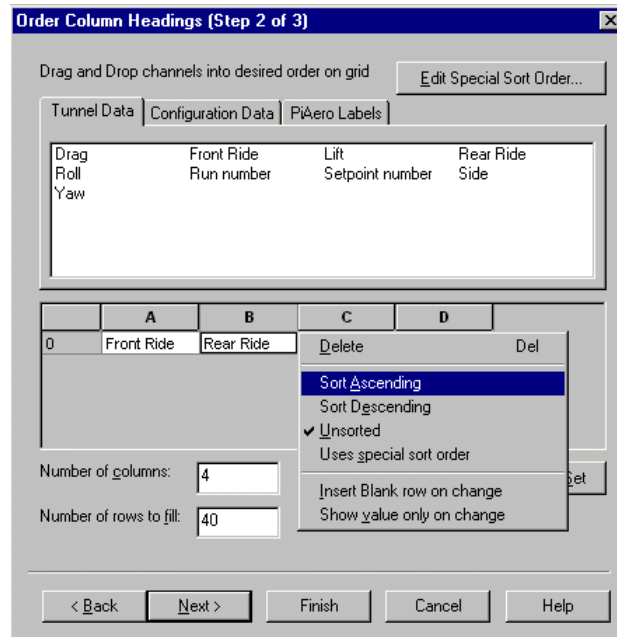 Order Column Headings (Step 2 of 3)
Drag and Drop channels into desired order on grid
Edit Special Sort Order...
Tunnel Data Configuration Data PiAero Labels
Drag Front Ride Lift Rear Ride
Roll Run number Setpoint number Side
Yaw
A B C D
0 Front Ride Rear Ride
Delete Del
Sort Ascending
Sort Descending
Unsorted
Uses special sort order
Insert Blank row on change
Show value only on change
Number of columns: 4
Number of rows to fill: 40
< Back Next > Finish Cancel Help